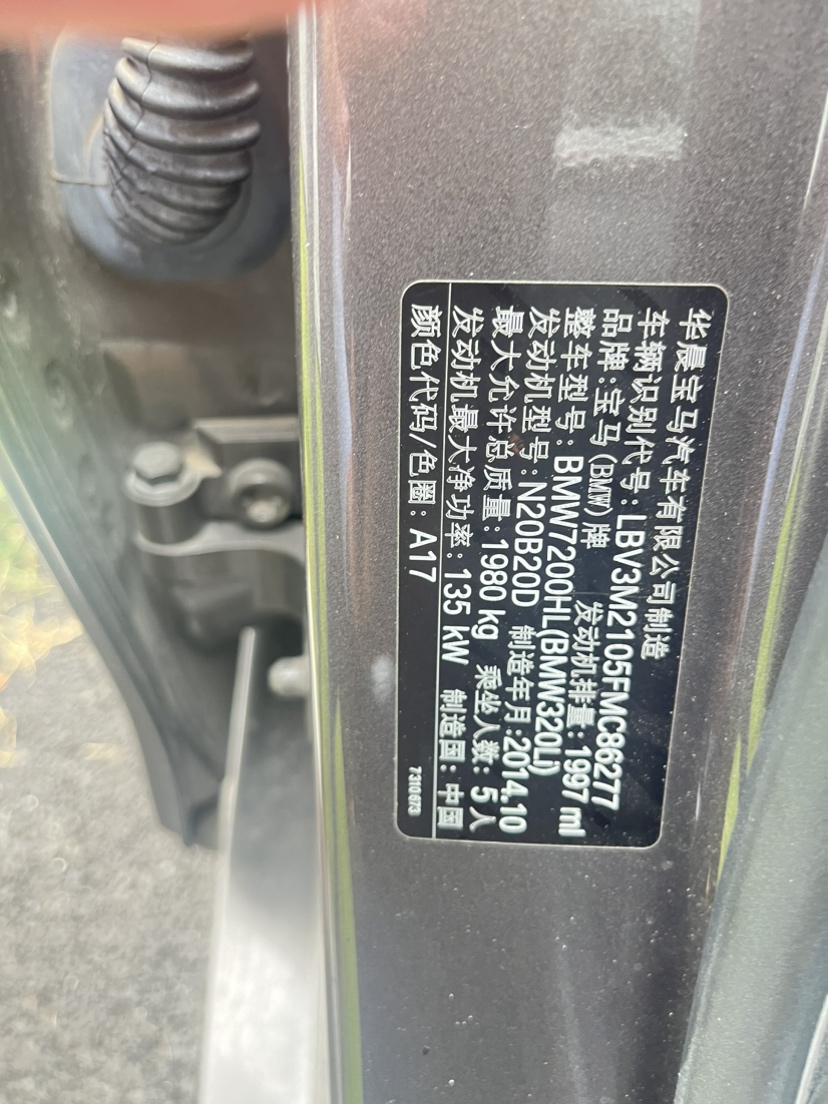 华晨宝马汽车有限公司制造
车辆识别代号:LBV3M2105FMC86277
品牌:宝马(BMW)牌 发动机排量:1997 ml
整车型号:BMW7200HL(BMW320Li)
发动机型号:N20B20D 制造年月:2014.10
最大允许总质量:1980 kg 乘坐人数:5人
发动机最大净功率:135 kW 制造国:中国
颜色代码/色圈:A17 7310673